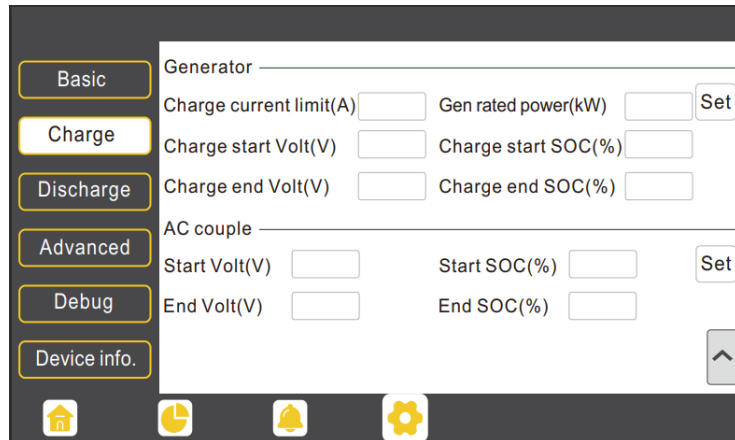 Basic
Charge
Discharge
Advanced
Debug
Device info.
Generator
Charge current limit(A) Gen rated power(kW) Set
Charge start Volt(V) Charge start SOC(%)
Charge end Volt(V) Charge end SOC(%)
AC couple
Start Volt(V) Start SOC(%) Set
End Volt(V) End SOC(%)